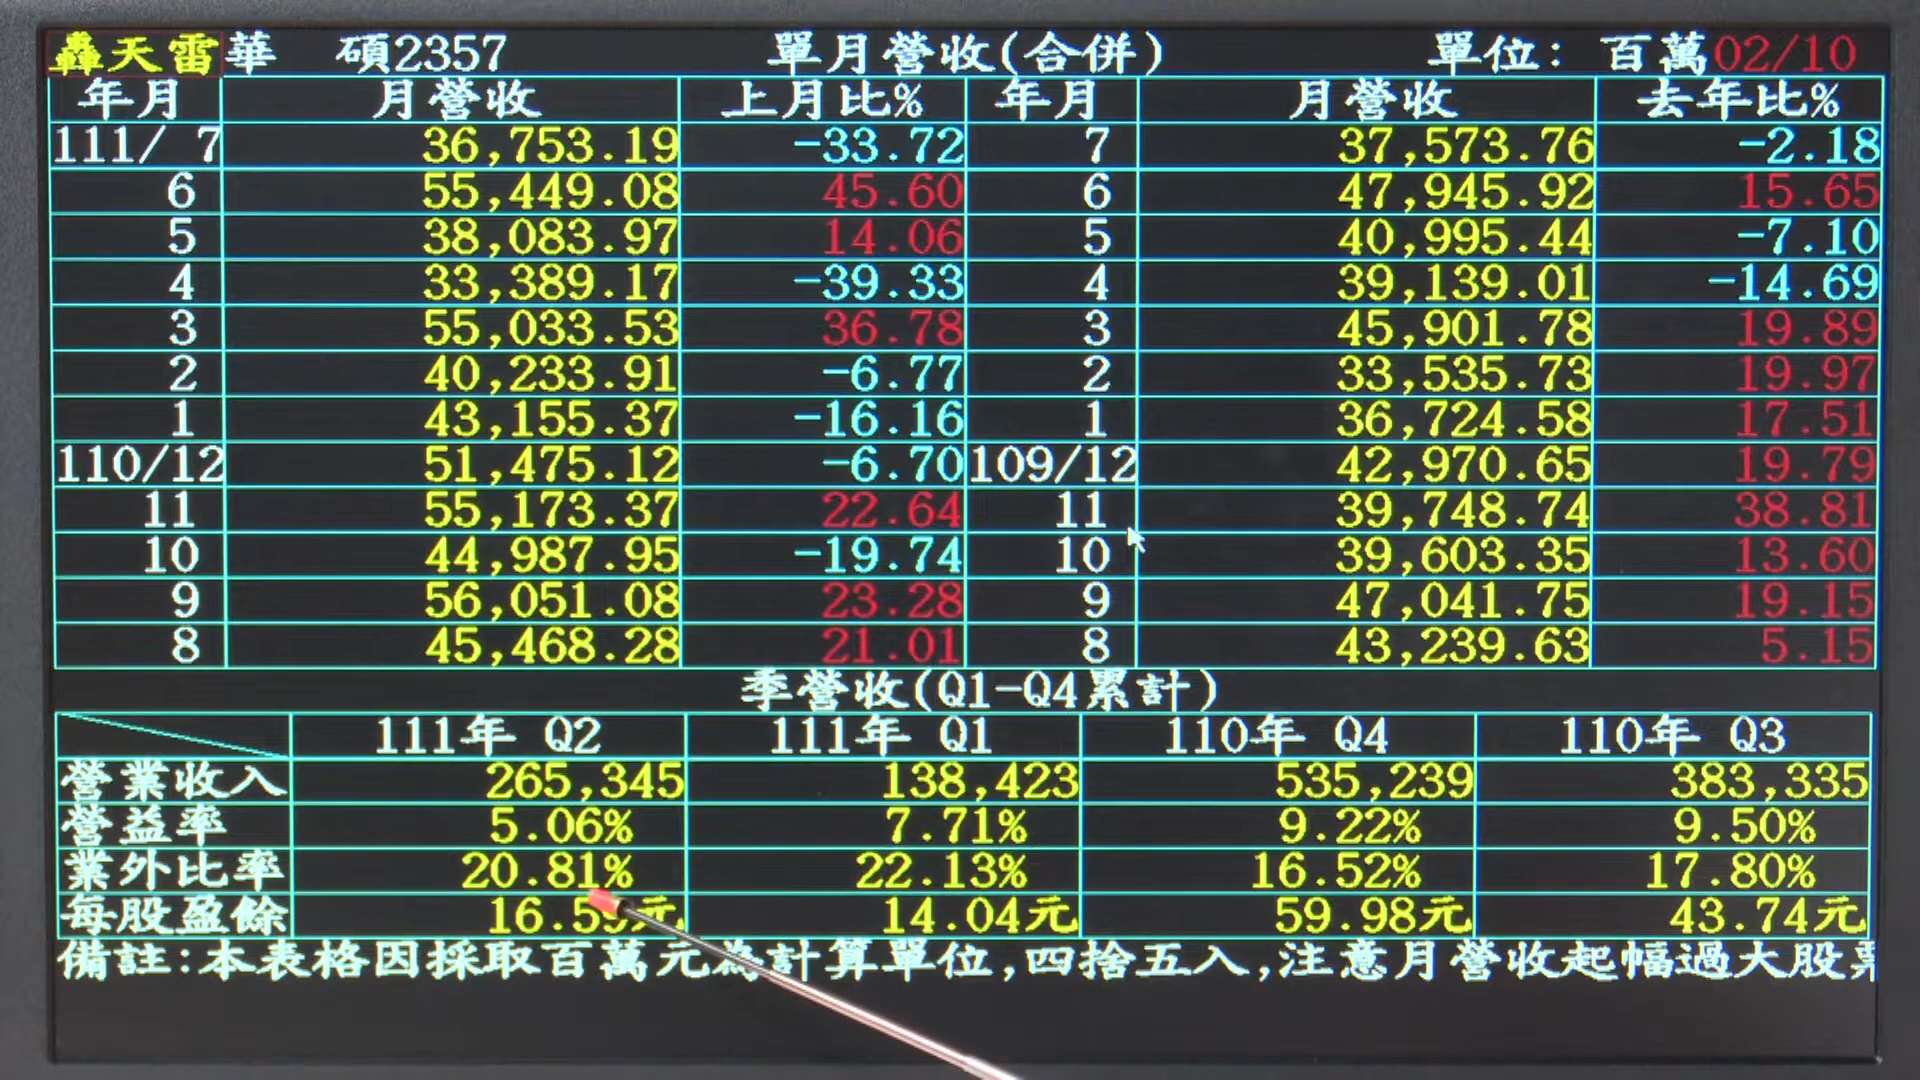 轟天雷華 碩2357 單月營收(合併) 單位: 百萬02/10
年月 月營收 上月比% 年月 月營收 去年比%
111/ 7 36,753.19 -33.72 7 37,573.76 -2.18
6 55,449.08 45.60 6 47,945.92 15.65
5 38,083.97 14.06 5 40,995.44 -7.10
4 33,389.17 -39.33 4 39,139.01 -14.69
3 55,033.53 36.78 3 45,901.78 19.89
2 40,233.91 -6.77 2 33,535.73 19.97
1 43,155.37 -16.16 1 36,724.58 17.51
110/12 51,475.12 -6.70 109/12 42,970.65 19.79
11 55,173.37 22.64 11 39,748.74 38.81
10 44,987.95 -19.74 10 39,603.35 13.60
9 56,051.08 23.28 9 47,041.75 19.15
8 45,468.28 21.01 8 43,239.63 5.15
季營收(Q1-Q4累計)
111年 Q2 111年 Q1 110年 Q4 110年 Q3
營業收入 265,345 138,423 535,239 383,335
營益率 5.06% 7.71% 9.22% 9.50%
業外比率 20.81% 22.13% 16.52% 17.80%
每股盈餘 16.59元 14.04元 59.98元 43.74元
備註:本表格因採取百萬元為計算單位,四捨五入,注意月營收起幅過大股票